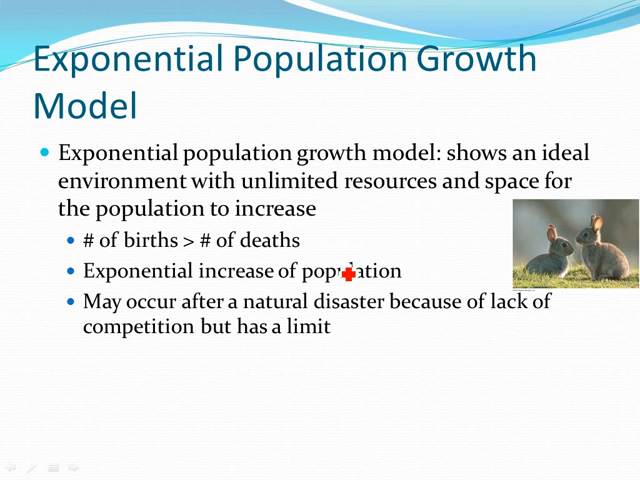 Exponential Population Growth
Model
Exponential population growth model: shows an ideal
environment with unlimited resources and space for
the population to increase
# of births > # of deaths
Exponential increase of population
May occur after a natural disaster because of lack of
competition but has a limit